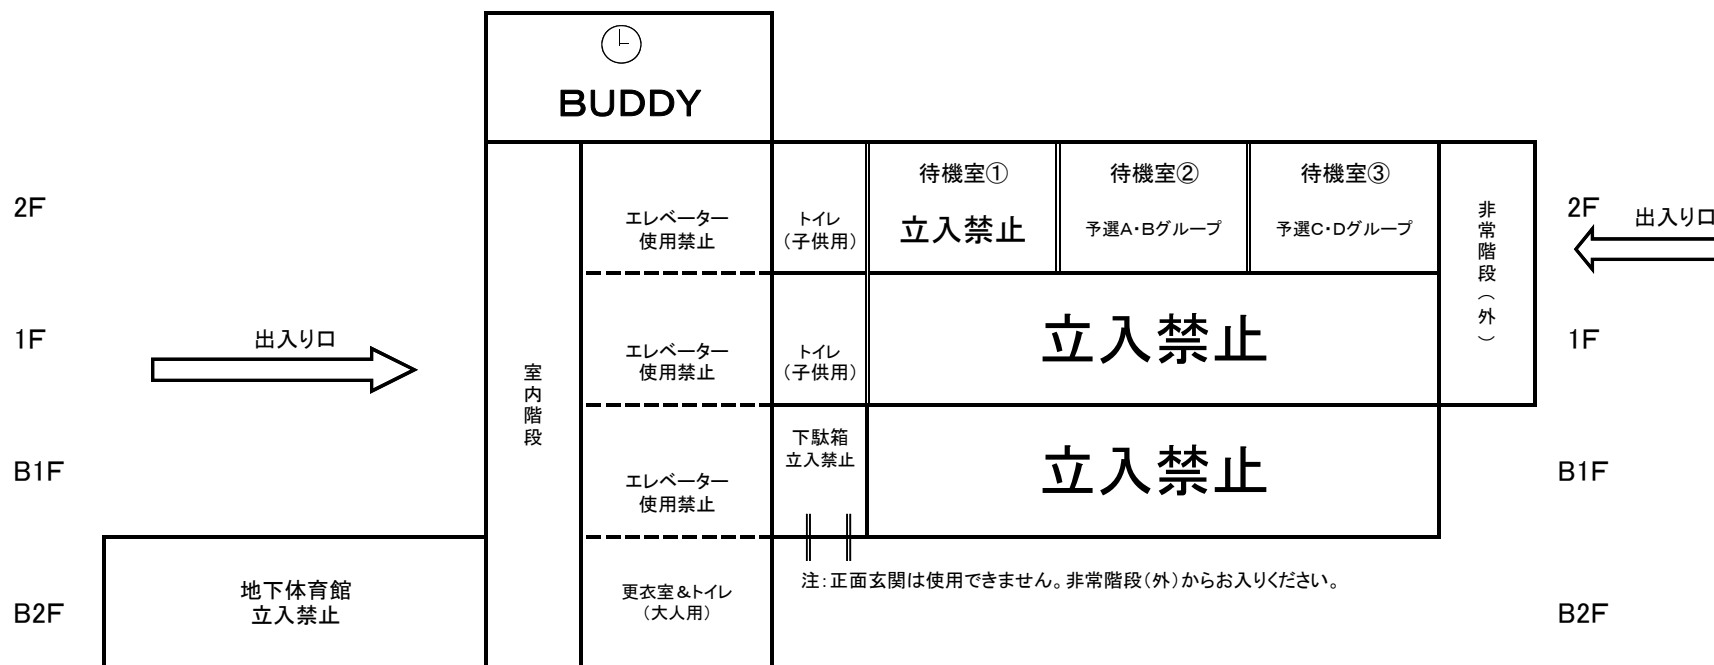 BUDDY
2F
エレベーター
使用禁止
トイレ
（子供用）
待機室①
立入禁止
待機室②
予選A・Bグループ
待機室③
予選C・Dグループ
非常階段（外）
2F
出入り口
1F
出入り口
室内階段
エレベーター
使用禁止
トイレ
（子供用）
立入禁止
1F
B1F
エレベーター
使用禁止
下駄箱
立入禁止
立入禁止
B1F
注：正面玄関は使用できません。非常階段（外）からお入りください。
B2F
地下体育館
立入禁止
更衣室＆トイレ
（大人用）
B2F